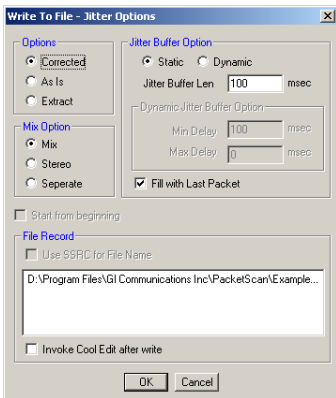 Write To File - Jitter Options
Options
Corrected
As Is
Extract
Mix Option
Mix
Stereo
Seperate
Jitter Buffer Option
Static
Dynamic
Jitter Buffer Len 100 msec
Dynamic Jitter Buffer Option
Min Delay 100 msec
Max Delay 0 msec
Fill with Last Packet
Start from beginning
File Record
Use SSRC for File Name
D:\Program Files\Gl Communications Inc\PacketScan\Example...
Invoke Cool Edit after write
OK Cancel